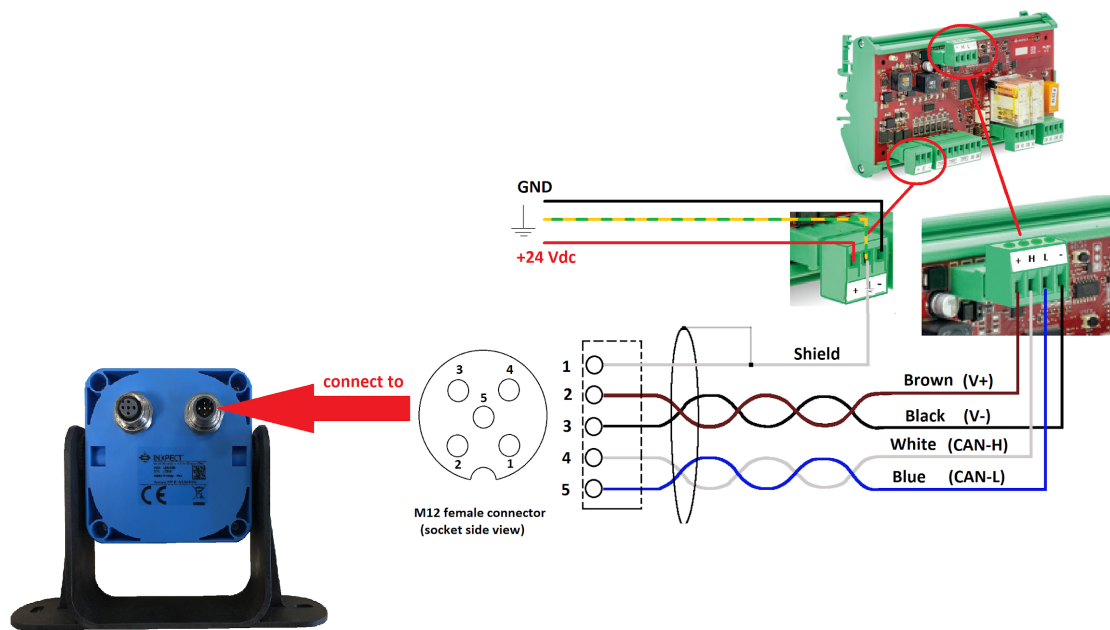 + H L -
GND
+24 Vdc
+ -
+ H L -
Shield
1
Brown (V+)
2
Black (V-)
3
White (CAN-H)
4
Blue (CAN-L)
5
connect to
3 4
5
2 1
M12 female connector
(socket side view)
INXPECT
CE